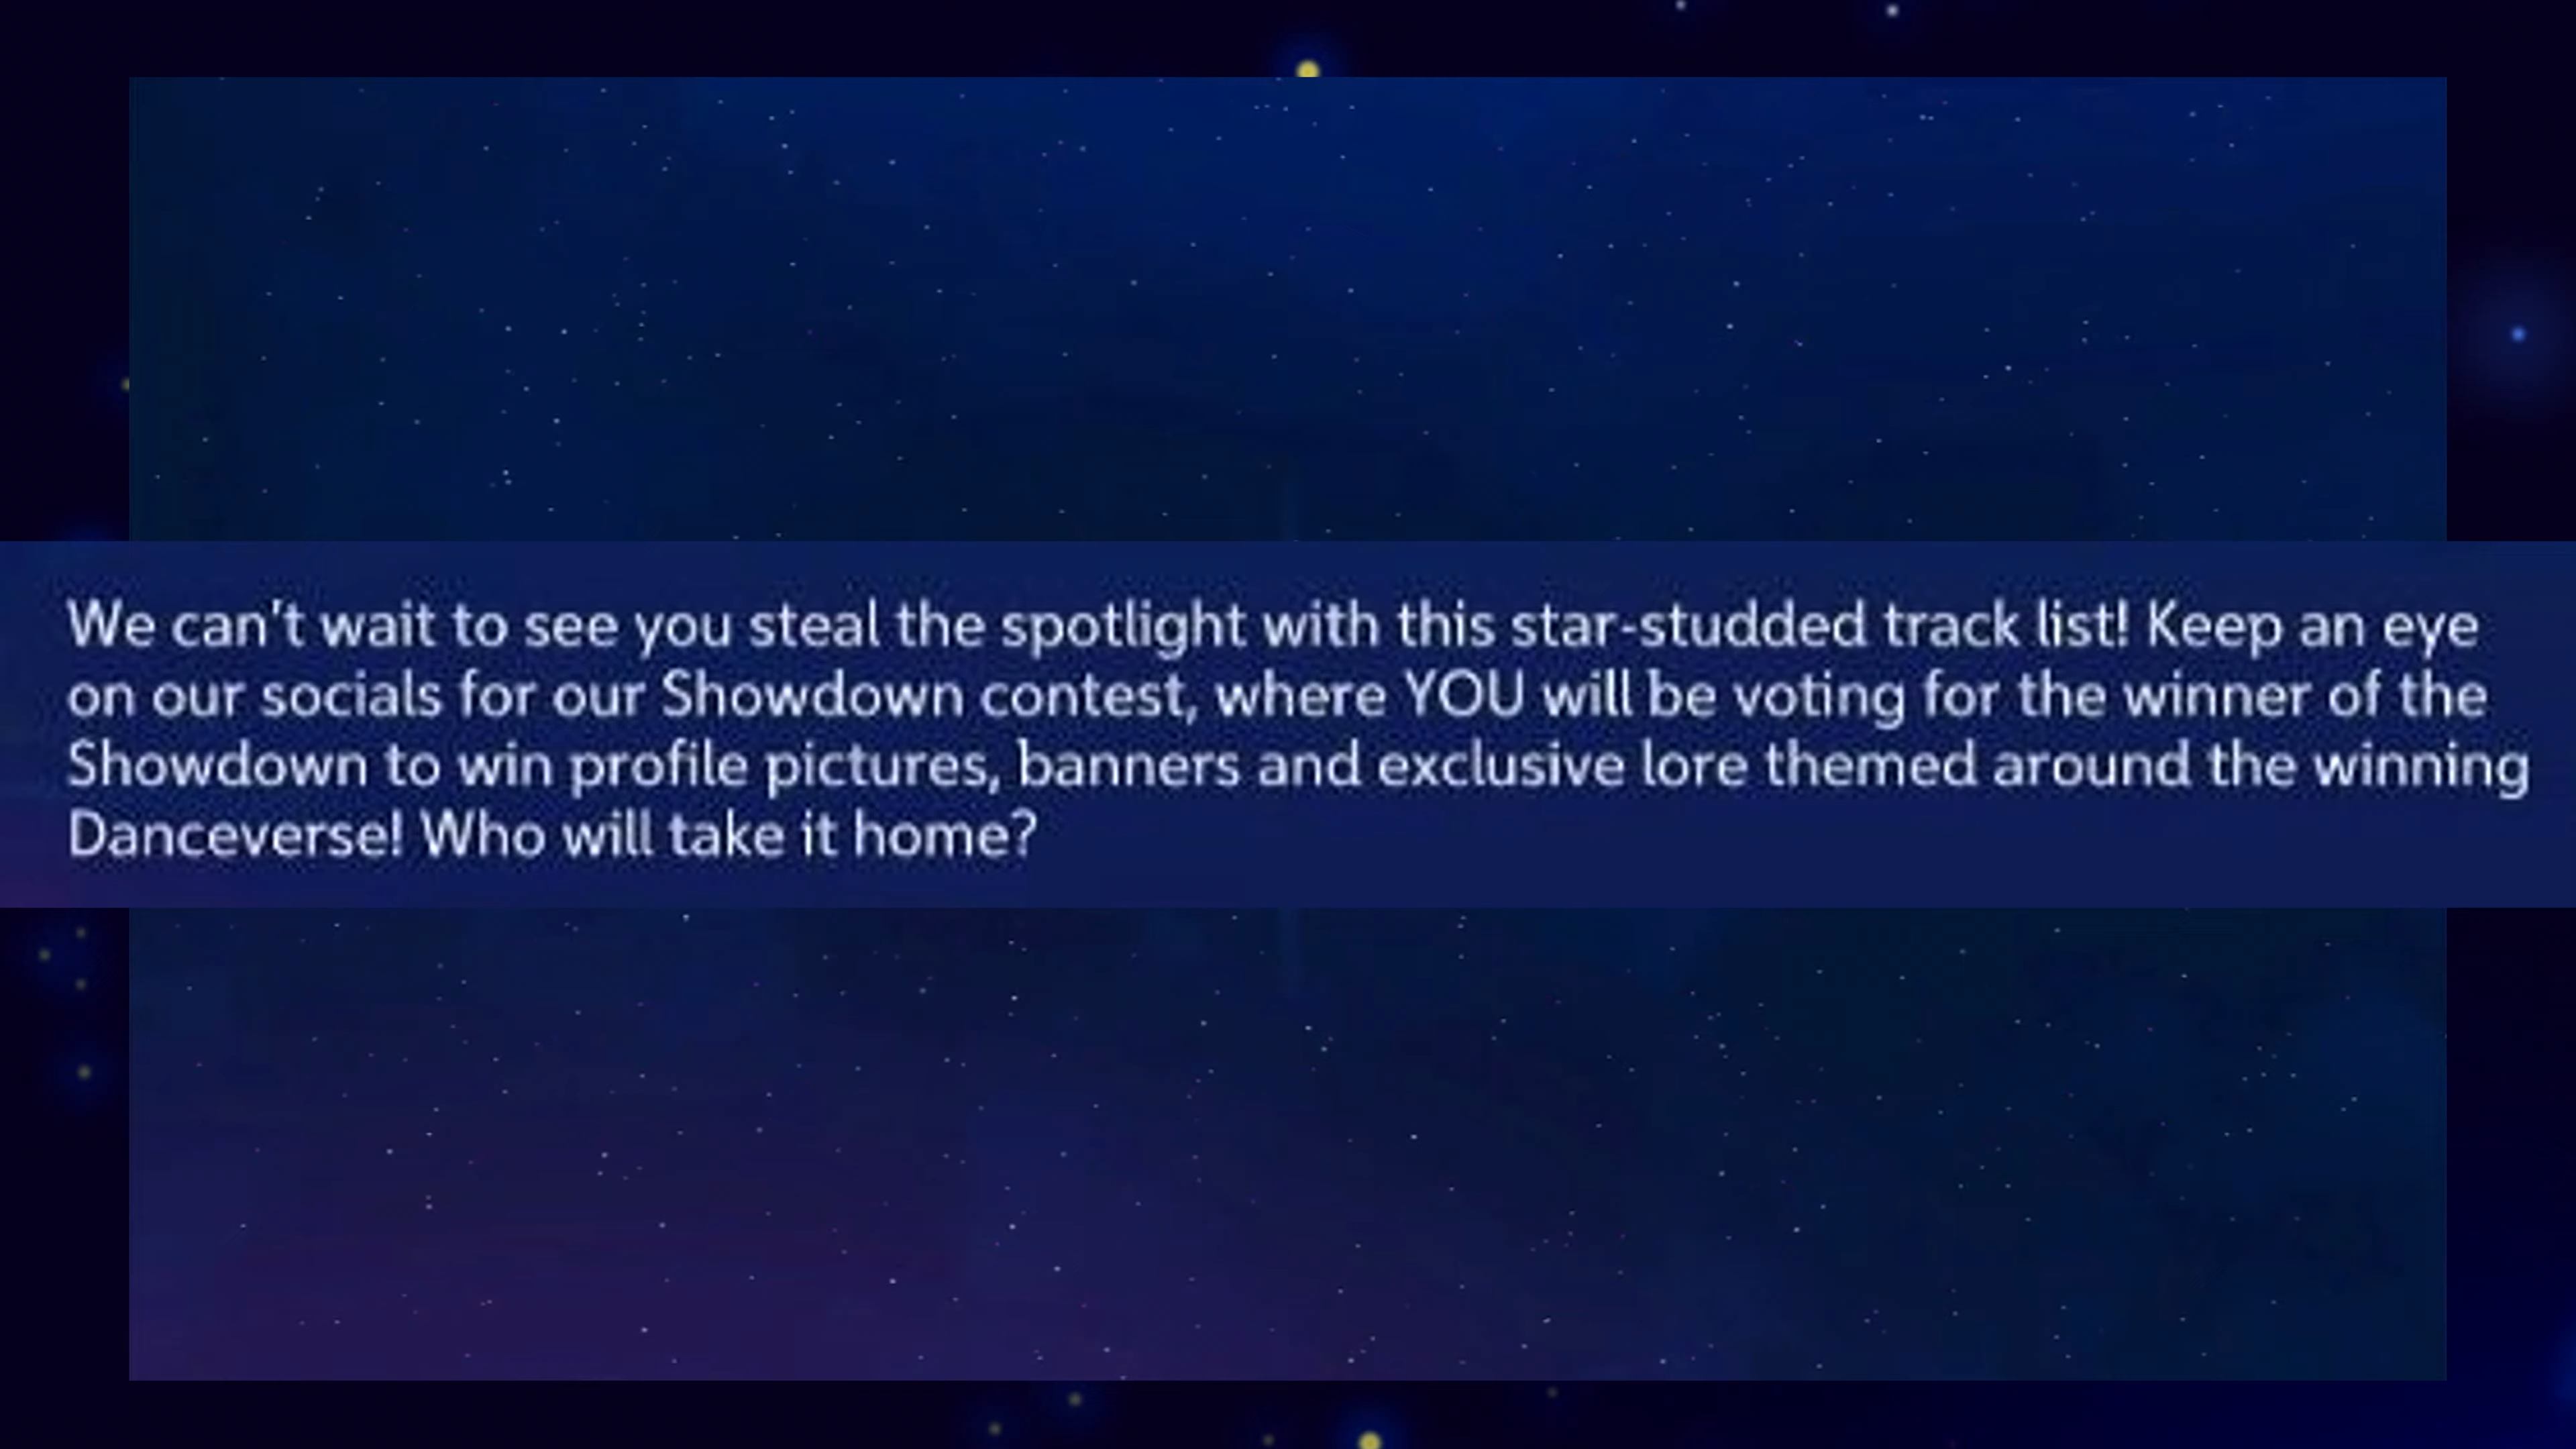 We can't wait to see you steal the spotlight with this star-studded track list! Keep an eye
on our socials for our Showdown contest, where YOU will be voting for the winner of the
Showdown to win profile pictures, banners and exclusive lore themed around the winning
Danceverse! Who will take it home?